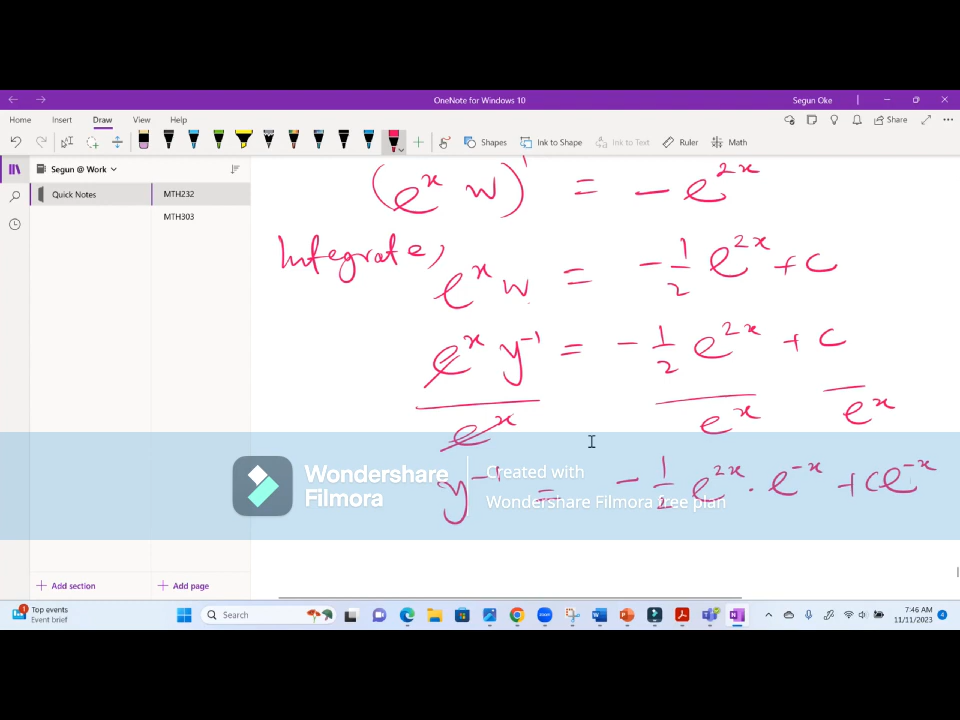 OneNote for Windows 10
Segun Oke
Home Insert Draw View Help
Share
Shapes Ink to Shape Ink to Text Ruler Math
Segun @ Work
Quick Notes
MTH232
MTH303
(e^x w)' = - e^{2x}
Integrate, e^x w = - 1/2 e^{2x} + c
e^x y^{-1} = - 1/2 e^{2x} + c
e^x e^x e^x
y^{-1} = - 1/2 e^{2x} . e^{-x} + ce^{-x}
Wondershare Filmora
Created with
Wondershare Filmora free plan
Add section
Add page
1
Top events
Event brief
Search
7:46 AM
11/11/2023
4